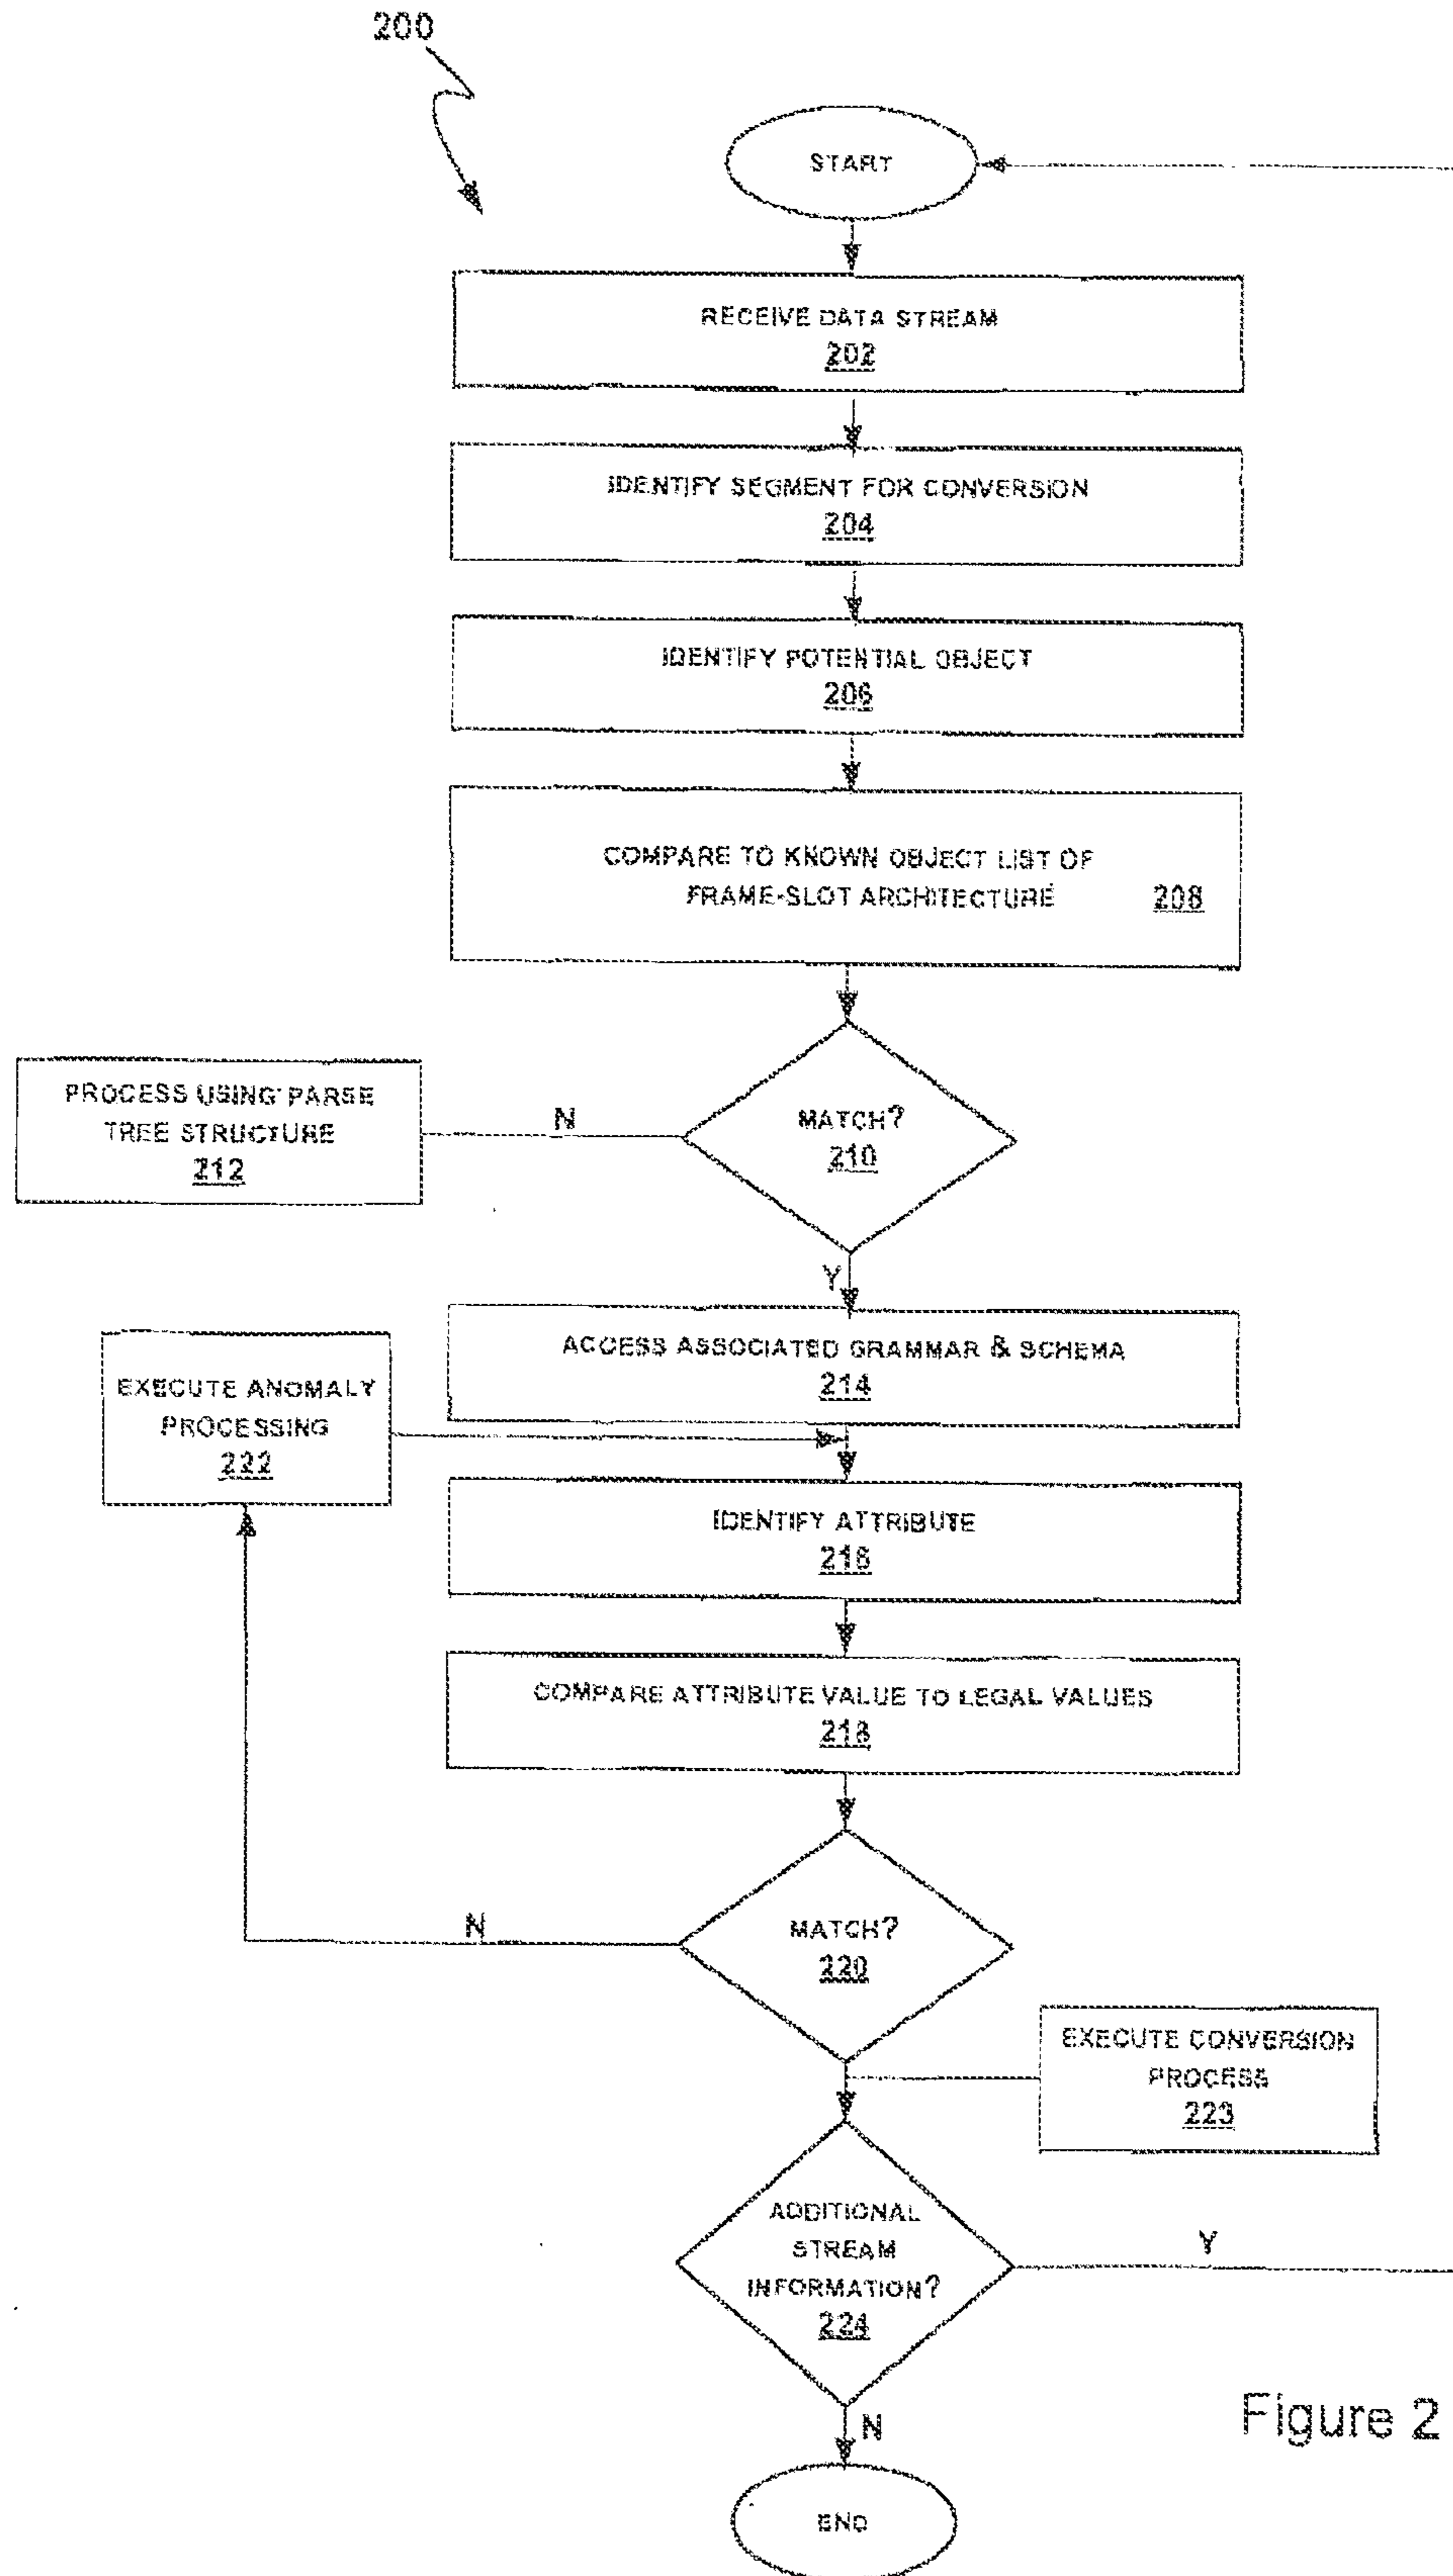 200
START
RECEIVE DATA STREAM
202
IDENTIFY SEGMENT FOR CONVERSION
204
IDENTIFY POTENTIAL OBJECT
206
COMPARE TO KNOWN OBJECT LIST OF
FRAME-SLOT ARCHITECTURE 208
PROCESS USING PARSE
TREE STRUCTURE
212
N
MATCH?
210
Y
ACCESS ASSOCIATED GRAMMAR & SCHEMA
214
EXECUTE ANOMALY
PROCESSING
222
IDENTIFY ATTRIBUTE
216
COMPARE ATTRIBUTE VALUE TO LEGAL VALUES
218
N
MATCH?
220
EXECUTE CONVERSION
PROCESS
223
ADDITIONAL
STREAM
INFORMATION?
224
Y
N
END
Figure 2